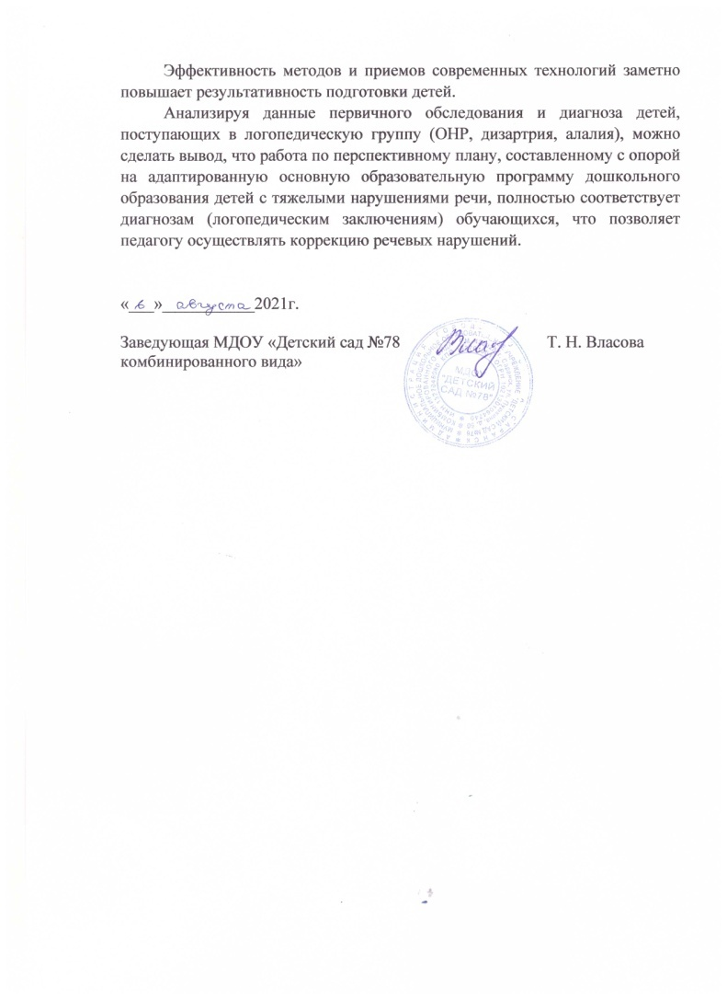 Эффективность методов и приемов современных технологий заметно
повышает результативность подготовки детей.
Анализируя данные первичного обследования и диагноза детей,
поступающих в логопедическую группу (ОНР, дизартрия, алалия), можно
сделать вывод, что работа по перспективному плану, составленному с опорой
на адаптированную основную образовательную программу дошкольного
образования детей с тяжелыми нарушениями речи, полностью соответствует
диагнозам (логопедическим заключениям) обучающихся, что позволяет
педагогу осуществлять коррекцию речевых нарушений.
«6» августа 2021г.
Заведующая МДОУ «Детский сад №78 Т. Н. Власова
комбинированного вида»
МДОУ
"ДЕТСКИЙ
САД №78"